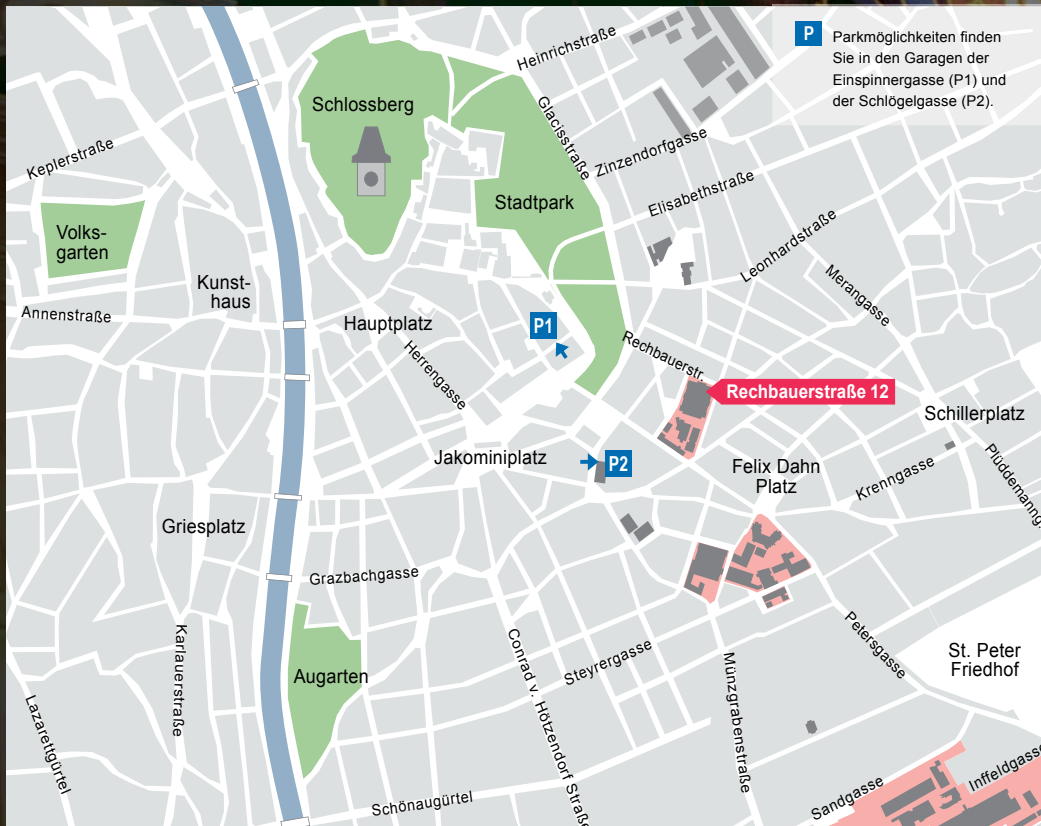 P
Parkmöglichkeiten finden
Sie in den Garagen der
Einspinnergasse (P1) und
der Schlögelgasse (P2).
Heinrichstraße
Schlossberg
Glacisstraße
Keplerstraße
Zinzendorfgasse
Elisabethstraße
Stadtpark
Volks-
garten
Leonhardstraße
Merangasse
Kunst-
haus
Annenstraße
Hauptplatz
P1
Herrengasse
Rechbauerstr.
Rechbauerstraße 12
Schillerplatz
Jakominiplatz
P2
Felix Dahn
Platz
Krenngasse
Plüddemanng.
Griesplatz
Grazbachgasse
Karlauerstraße
Augarten
Conrad v. Hötzendorf Straße
Steyrergasse
Münzgrabenstraße
Petersgasse
St. Peter
Friedhof
Lazarettgürtel
Schönaugürtel
Sandgasse
Inffeldgasse